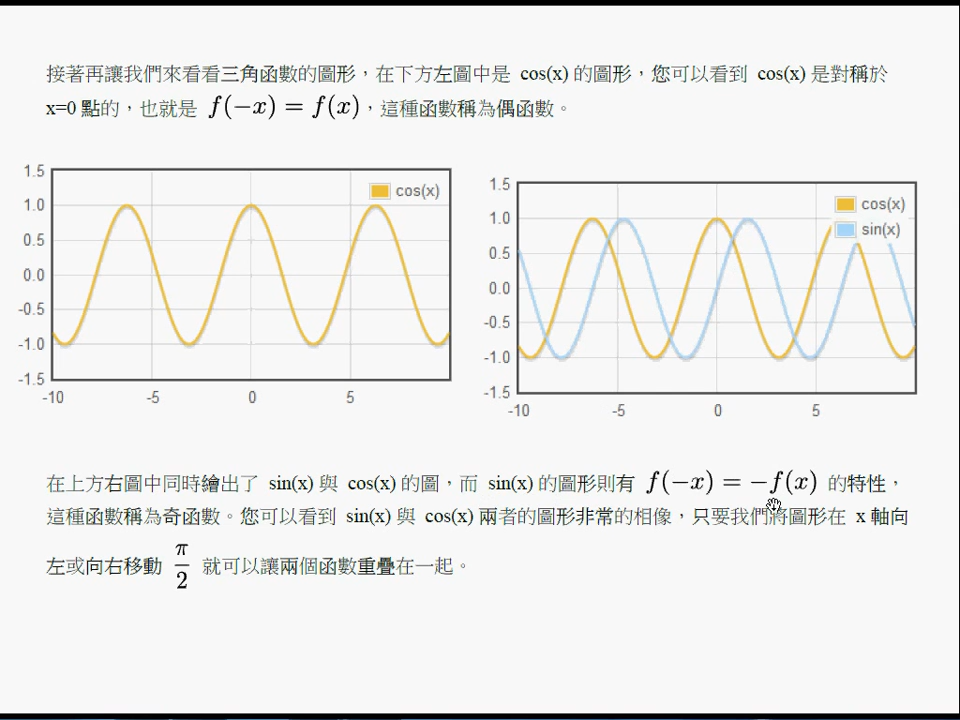 接著再讓我們來看看三角函數的圖形，在下方左圖中是 cos(x) 的圖形，您可以看到 cos(x) 是對稱於
x=0 點的，也就是 f(−x) = f(x)，這種函數稱為偶函數。
1.5
1.0
0.5
0.0
-0.5
-1.0
-1.5
-10 -5 0 5
cos(x)
1.5
1.0
0.5
0.0
-0.5
-1.0
-1.5
-10 -5 0 5
cos(x)
sin(x)
在上方右圖中同時繪出了 sin(x) 與 cos(x) 的圖，而 sin(x) 的圖形則有 f(−x) = −f(x) 的特性，
這種函數稱為奇函數。您可以看到 sin(x) 與 cos(x) 兩者的圖形非常的相像，只要我們將圖形在 x 軸向
左或向右移動 π/2 就可以讓兩個函數重疊在一起。